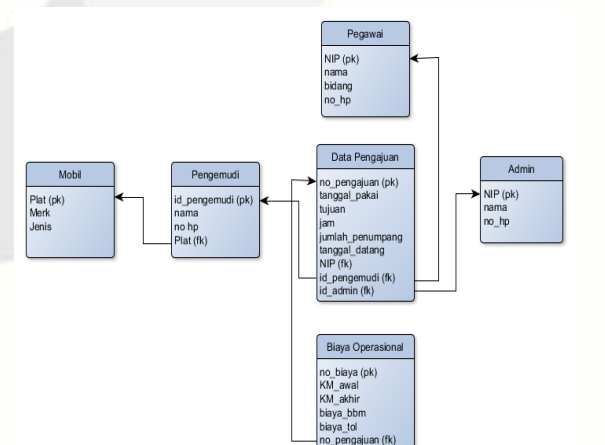 Pegawai
NIP (pk)
nama
bidang
no_hp
Mobil
Plat (pk)
Merk
Jenis
Pengemudi
id_pengemudi (pk)
nama
no hp
Plat (fk)
Data Pengajuan
no_pengajuan (pk)
tanggal_pakai
tujuan
jam
jumlah_penumpang
tanggal_datang
NIP (fk)
id_pengemudi (fk)
id_admin (fk)
Admin
NIP (pk)
nama
no_hp
Biaya Operasional
no_biaya (pk)
KM_awal
KM_akhir
biaya_bbm
biaya_tol
no_pengajuan (fk)